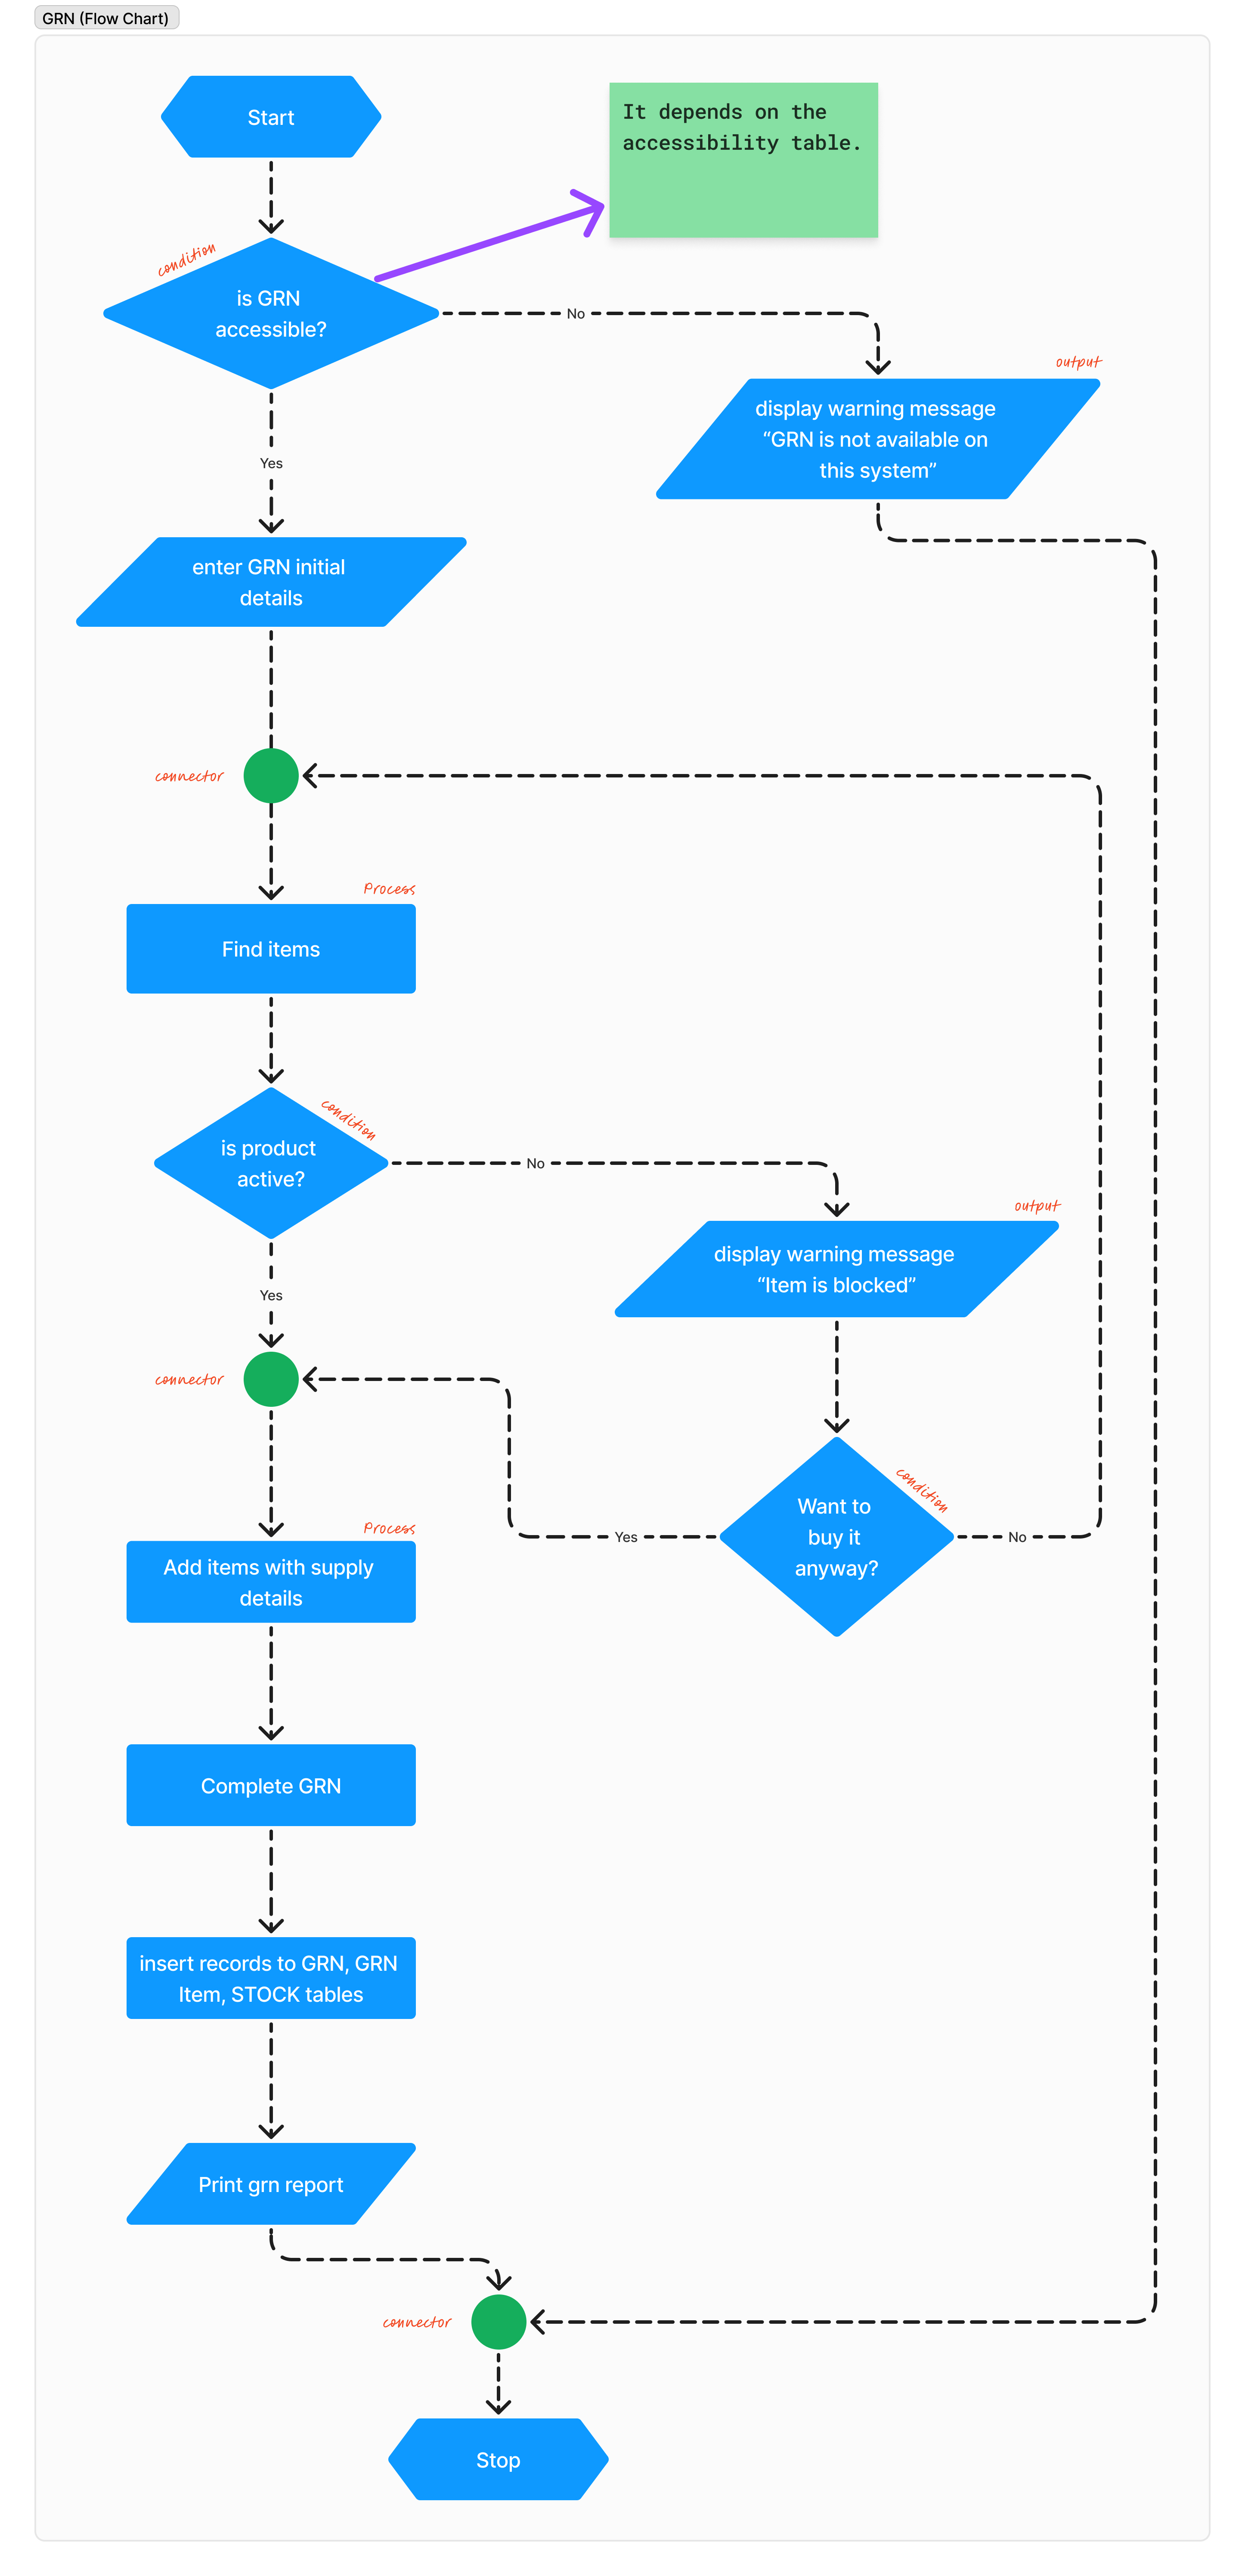 GRN (Flow Chart)
Start
It depends on the
accessibility table.
condition
is GRN
accessible?
No
output
display warning message
“GRN is not available on
this system”
Yes
enter GRN initial
details
connector
Process
Find items
condition
is product
active?
No
output
display warning message
“Item is blocked”
Yes
connector
condition
Want to
buy it
anyway?
Yes
No
Process
Add items with supply
details
Complete GRN
insert records to GRN, GRN
Item, STOCK tables
Print grn report
connector
Stop